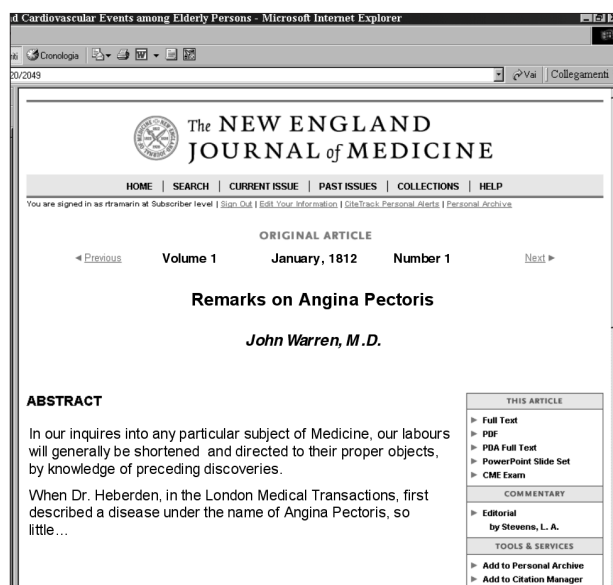 d Cardiovascular Events among Elderly Persons - Microsoft Internet Explorer
Cronologia
20/2049
Vai Collegamenti
The NEW ENGLAND
JOURNAL of MEDICINE
HOME | SEARCH | CURRENT ISSUE | PAST ISSUES | COLLECTIONS | HELP
You are signed in as rtramarin at Subscriber level | Sign Out | Edit Your Information | CiteTrack Personal Alerts | Personal Archive
ORIGINAL ARTICLE
Previous Volume 1 January, 1812 Number 1 Next
Remarks on Angina Pectoris
John Warren, M.D.
ABSTRACT
In our inquires into any particular subject of Medicine, our labours
will generally be shortened and directed to their proper objects,
by knowledge of preceding discoveries.
When Dr. Heberden, in the London Medical Transactions, first
described a disease under the name of Angina Pectoris, so
little…
THIS ARTICLE
Full Text
PDF
PDA Full Text
PowerPoint Slide Set
CME Exam
COMMENTARY
Editorial
by Stevens, L. A.
TOOLS & SERVICES
Add to Personal Archive
Add to Citation Manager